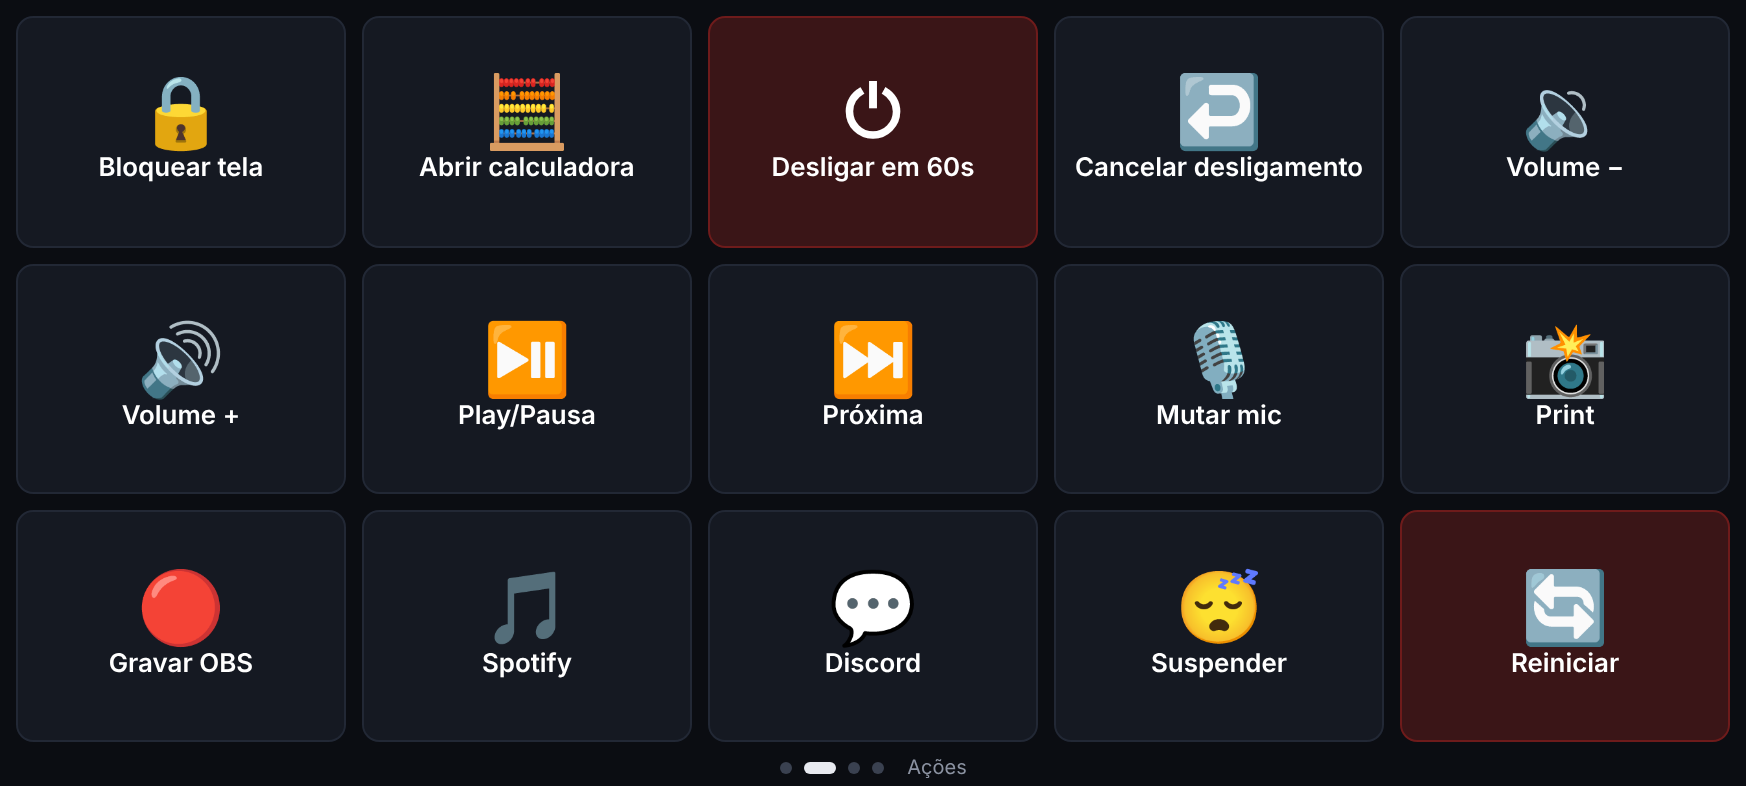 Bloquear tela
Abrir calculadora
Desligar em 60s
Cancelar desligamento
Volume –
Volume +
Play/Pausa
Próxima
Mutar mic
Print
Gravar OBS
Spotify
Discord
Suspender
Reiniciar
Ações